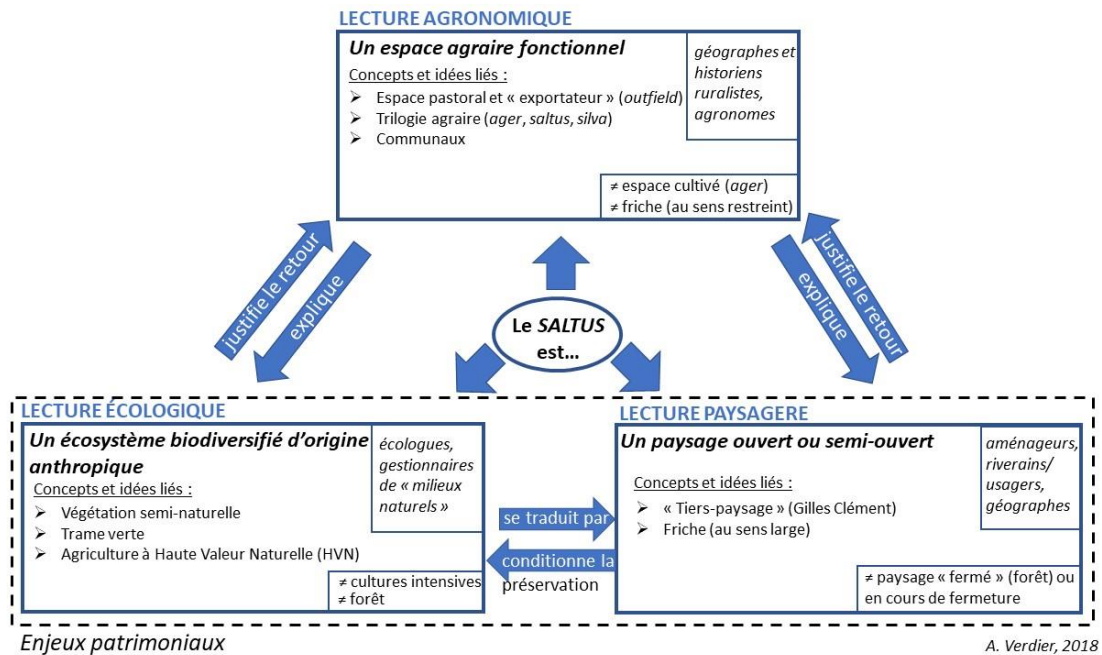 LECTURE AGRONOMIQUE
Un espace agraire fonctionnel
Concepts et idées liés :
➢ Espace pastoral et « exportateur » (outfield)
➢ Trilogie agraire (ager, saltus, silva)
➢ Communaux
géographes et
historiens
ruralistes,
agronomes
≠ espace cultivé (ager)
≠ friche (au sens restreint)
justifie le retour
explique
explique
justifie le retour
Le SALTUS
est...
LECTURE ÉCOLOGIQUE
Un écosystème biodiversifié d’origine
anthropique
Concepts et idées liés :
➢ Végétation semi-naturelle
➢ Trame verte
➢ Agriculture à Haute Valeur Naturelle (HVN)
écologues,
gestionnaires
de « milieux
naturels »
≠ cultures intensives
≠ forêt
se traduit par
conditionne la
préservation
LECTURE PAYSAGERE
Un paysage ouvert ou semi-ouvert
Concepts et idées liés :
➢ « Tiers-paysage » (Gilles Clément)
➢ Friche (au sens large)
aménageurs,
riverains/
usagers,
géographes
≠ paysage « fermé » (forêt) ou
en cours de fermeture
Enjeux patrimoniaux
A. Verdier, 2018